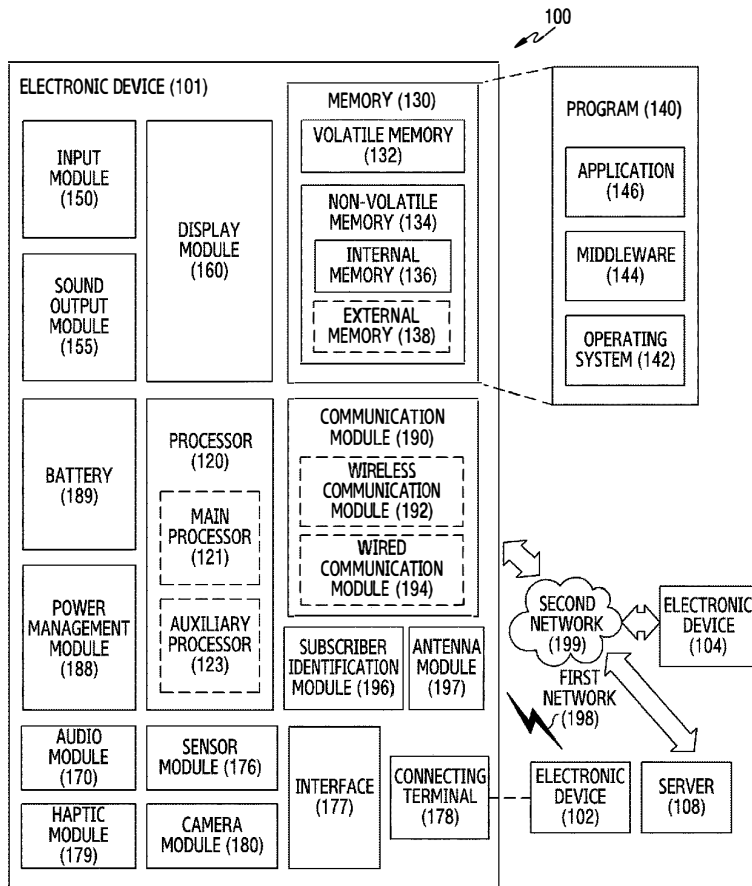 100
ELECTRONIC DEVICE (101)
INPUT
MODULE
(150)
SOUND
OUTPUT
MODULE
(155)
DISPLAY
MODULE
(160)
MEMORY (130)
VOLATILE MEMORY
(132)
NON-VOLATILE
MEMORY (134)
INTERNAL
MEMORY (136)
EXTERNAL
MEMORY (138)
PROGRAM (140)
APPLICATION
(146)
MIDDLEWARE
(144)
OPERATING
SYSTEM (142)
BATTERY
(189)
POWER
MANAGEMENT
MODULE
(188)
PROCESSOR
(120)
MAIN
PROCESSOR
(121)
AUXILIARY
PROCESSOR
(123)
COMMUNICATION
MODULE (190)
WIRELESS
COMMUNICATION
MODULE (192)
WIRED
COMMUNICATION
MODULE (194)
SUBSCRIBER
IDENTIFICATION
MODULE (196)
ANTENNA
MODULE
(197)
SECOND
NETWORK
(199)
ELECTRONIC
DEVICE
(104)
FIRST
NETWORK
(198)
AUDIO
MODULE
(170)
SENSOR
MODULE (176)
INTERFACE
(177)
CONNECTING
TERMINAL
(178)
ELECTRONIC
DEVICE
(102)
SERVER
(108)
HAPTIC
MODULE
(179)
CAMERA
MODULE (180)